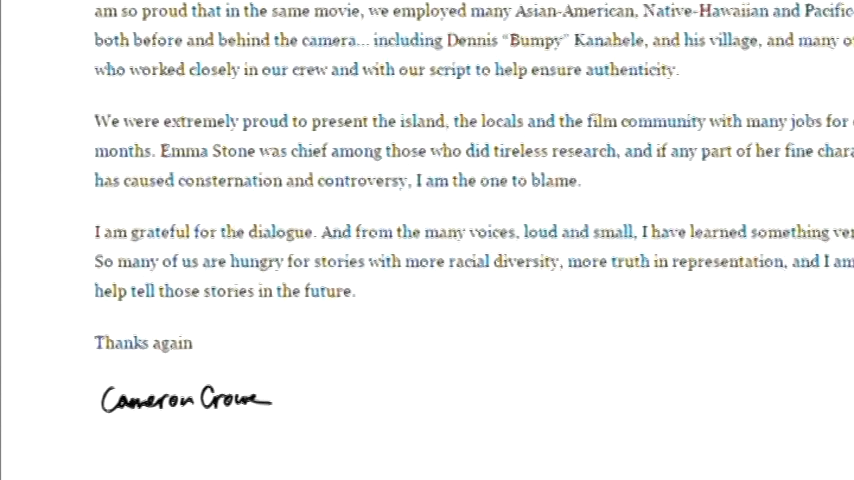 am so proud that in the same movie, we employed many Asian-American, Native-Hawaiian and Pacific
both before and behind the camera... including Dennis "Bumpy" Kanahele, and his village, and many
who worked closely in our crew and with our script to help ensure authenticity.
We were extremely proud to present the island, the locals and the film community with many jobs for
months. Emma Stone was chief among those who did tireless research, and if any part of her fine
has caused consternation and controversy, I am the one to blame.
I am grateful for the dialogue. And from the many voices, loud and small, I have learned something
So many of us are hungry for stories with more racial diversity, more truth in representation, and I am
help tell those stories in the future.
Thanks again
Cameron Crowe